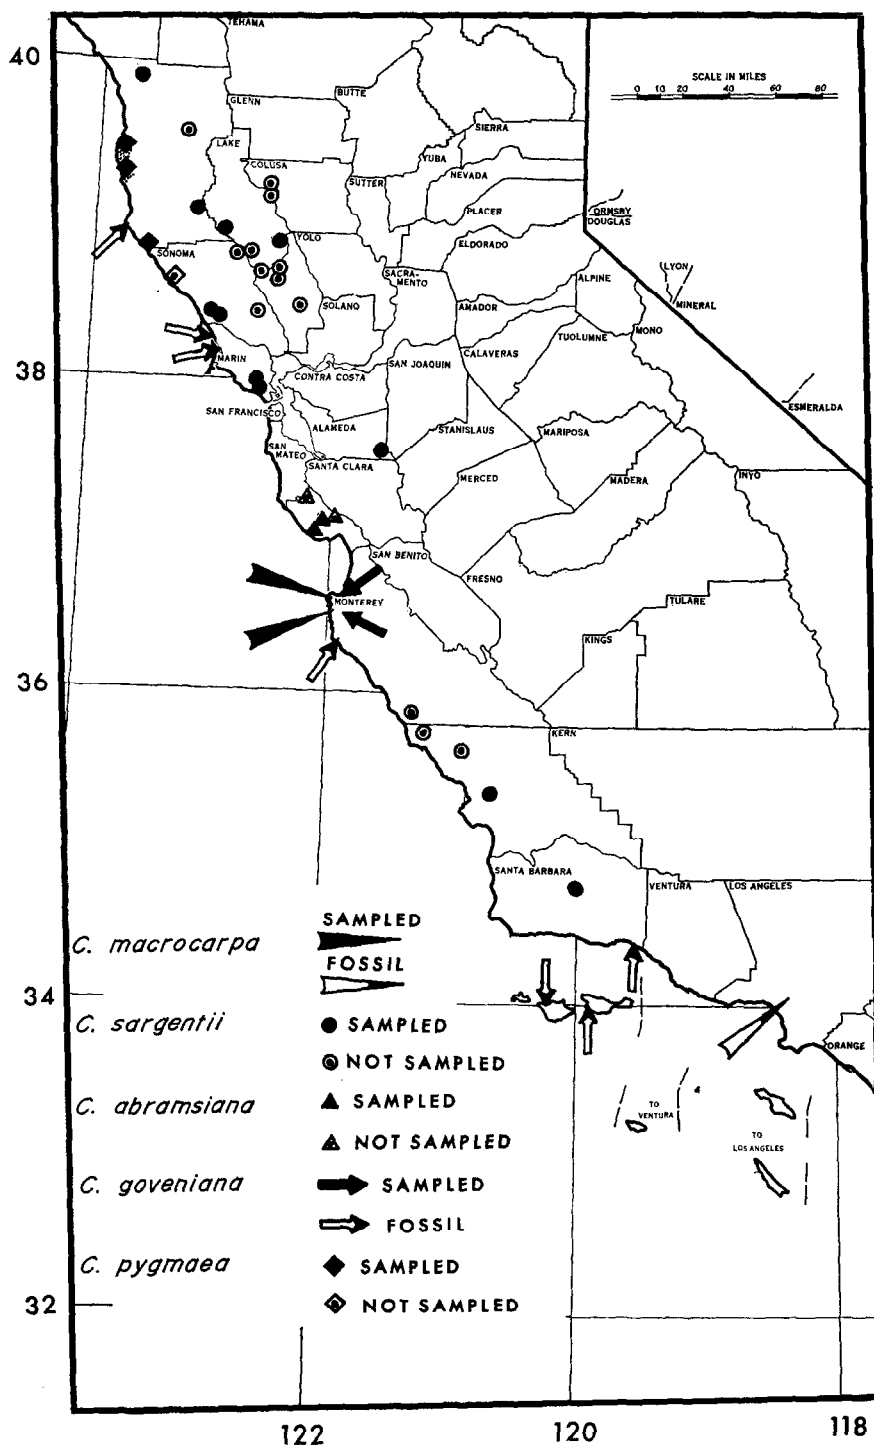 TEHAMA
40
SCALE IN MILES
0 10 20 40 60 80
BUTTE
GLENN
SIERRA
LAKE
YUBA
COLUSA
NEVADA
SUTTER
PLACER
ORMSBY
DOUGLAS
YOLO
ELDORADO
SONOMA
LYON
SACRA-
MENTO
ALPINE
SOLANO
AMADOR
MINERAL
MONO
TUOLUMNE
CALAVERAS
MARIN
SAN JOAQUIN
38
CONTRA COSTA
ESMERALDA
SAN FRANCISCO
ALAMEDA
STANISLAUS
MARIPOSA
SAN
MATEO
SANTA CLARA
INYO
MERCED
MADERA
SAN BENITO
FRESNO
MONTEREY
TULARE
KINGS
36
KERN
SANTA BARBARA
VENTURA
LOS ANGELES
SAMPLED
C. macrocarpa
FOSSIL
34
C. sargentii
SAMPLED
ORANGE
NOT SAMPLED
C. abramsiana
SAMPLED
TO
VENTURA
NOT SAMPLED
TO
LOS ANGELES
C. goveniana
SAMPLED
FOSSIL
C. pygmaea
SAMPLED
32
NOT SAMPLED
122
120
118